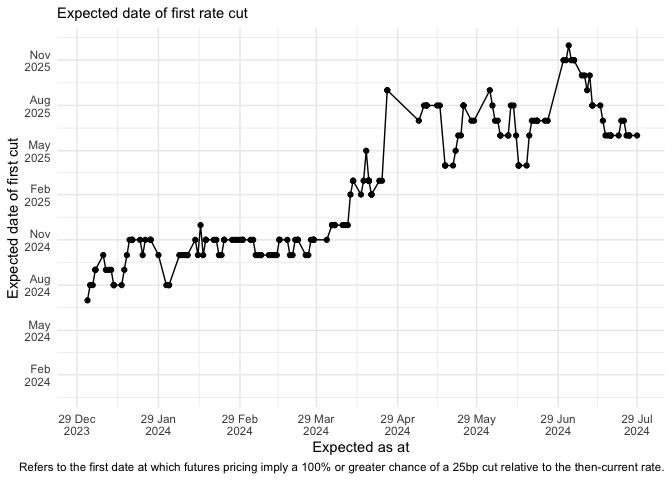 Expected date of first rate cut
Expected date of first cut
Nov
2025
Aug
2025
May
2025
Feb
2025
Nov
2024
Aug
2024
May
2024
Feb
2024
29 Dec
2023
29 Jan
2024
29 Feb
2024
29 Mar
2024
29 Apr
2024
29 May
2024
29 Jun
2024
29 Jul
2024
Expected as at
Refers to the first date at which futures pricing imply a 100% or greater chance of a 25bp cut relative to the then-current rate.